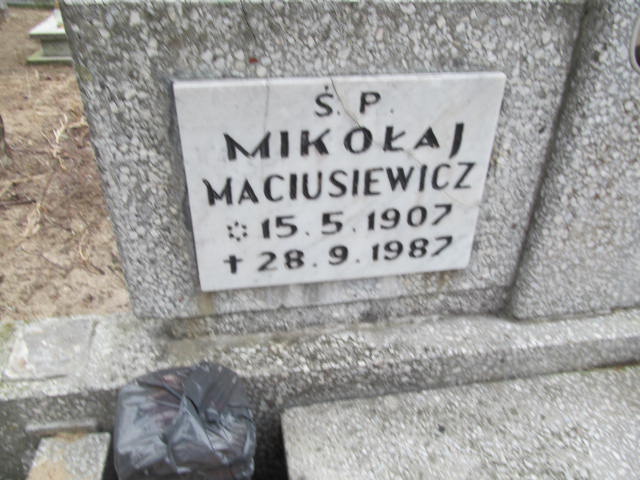 Ś. P.
MIKOŁAJ
MACIUSIEWICZ
* 15.5.1907
† 28.9.1987